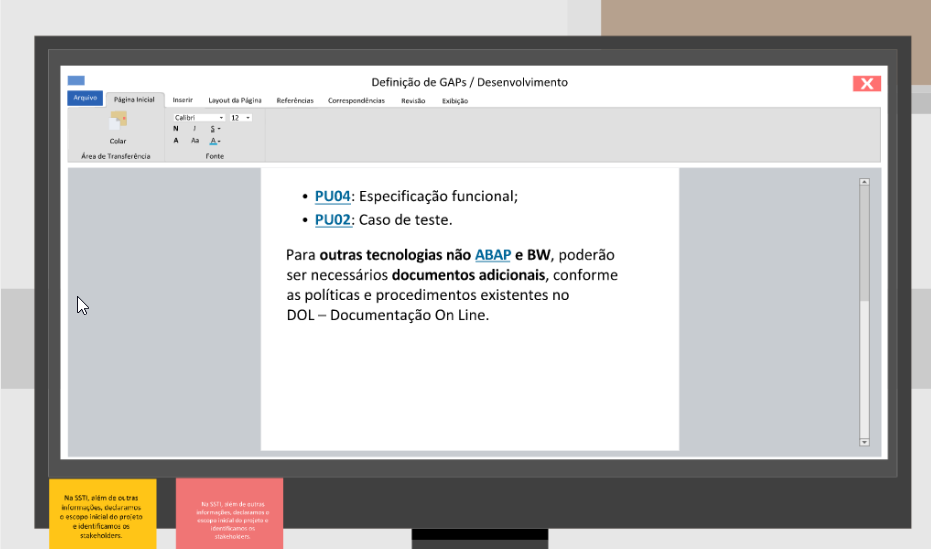 Definição de GAPs / Desenvolvimento
X
Arquivo Página Inicial Inserir Layout da Página Referências Correspondências Revisão Exibição
Calibri 12
N I S
Colar A Aa A
Área de Transferência Fonte
• PU04: Especificação funcional;
• PU02: Caso de teste.
Para outras tecnologias não ABAP e BW, poderão
ser necessários documentos adicionais, conforme
as políticas e procedimentos existentes no
DOL – Documentação On Line.
Na SSTI, além de outras
informações, declaramos
o escopo inicial do projeto
e identificamos os
stakeholders.
Na SSTI, além de outras
informações, declaramos o
escopo inicial do projeto e
identificamos os
stakeholders.